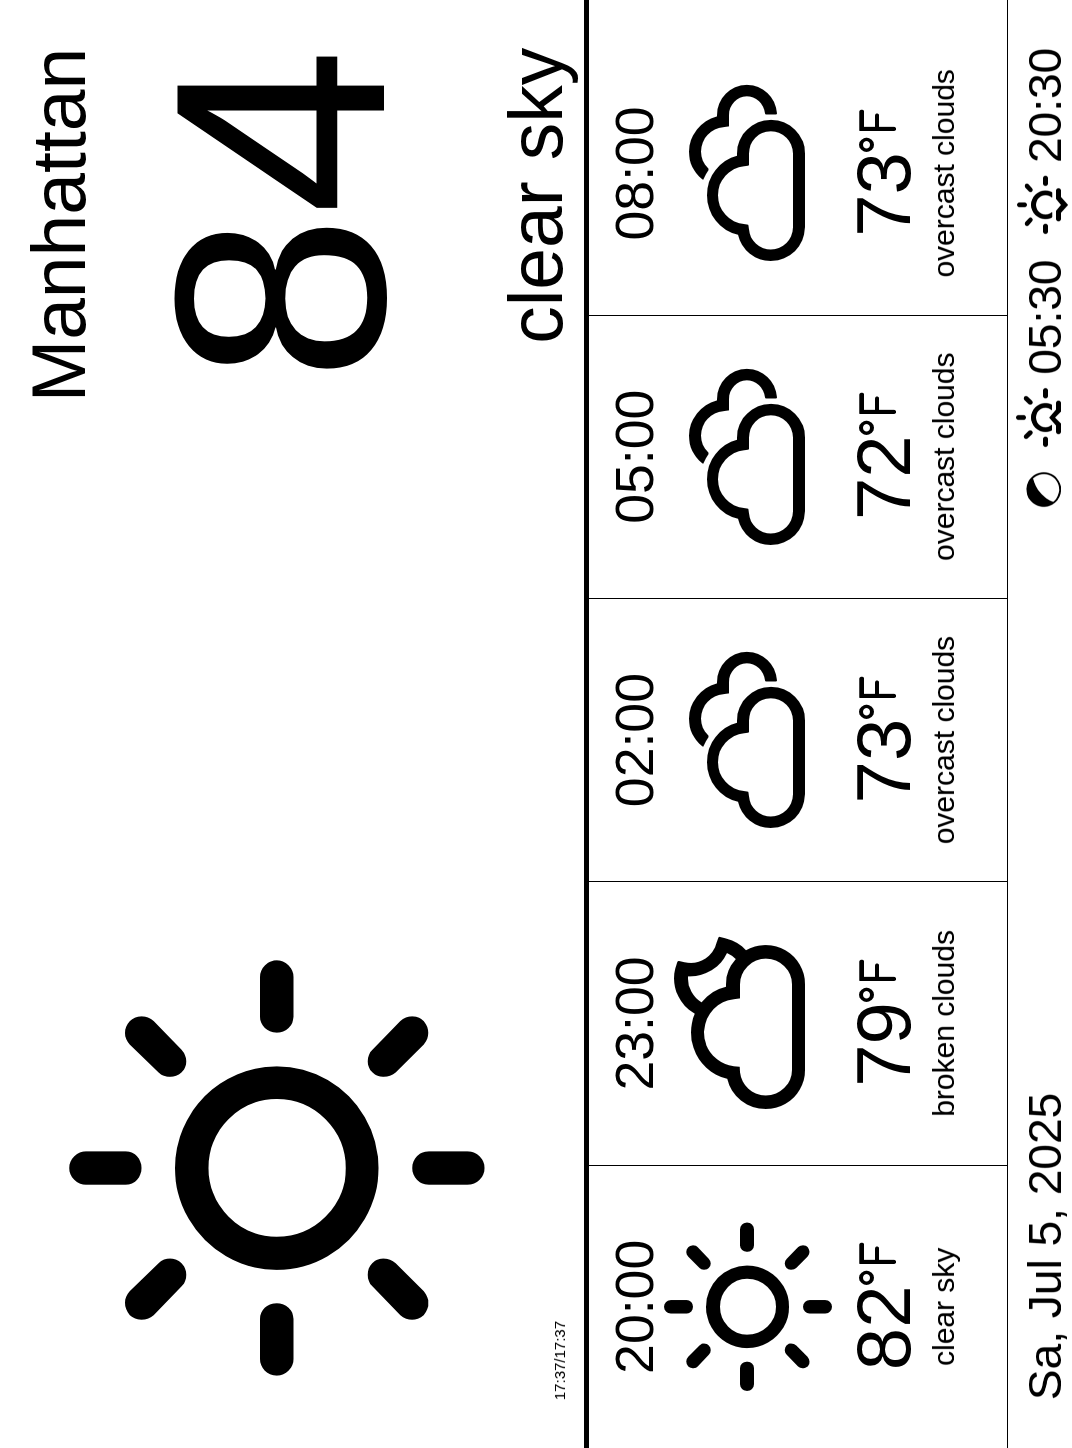 Manhattan
84
clear sky
17:37/17:37
20:00
82°F
clear sky
23:00
79°F
broken clouds
02:00
73°F
overcast clouds
05:00
72°F
overcast clouds
08:00
73°F
overcast clouds
Sa, Jul 5, 2025
05:30
20:30